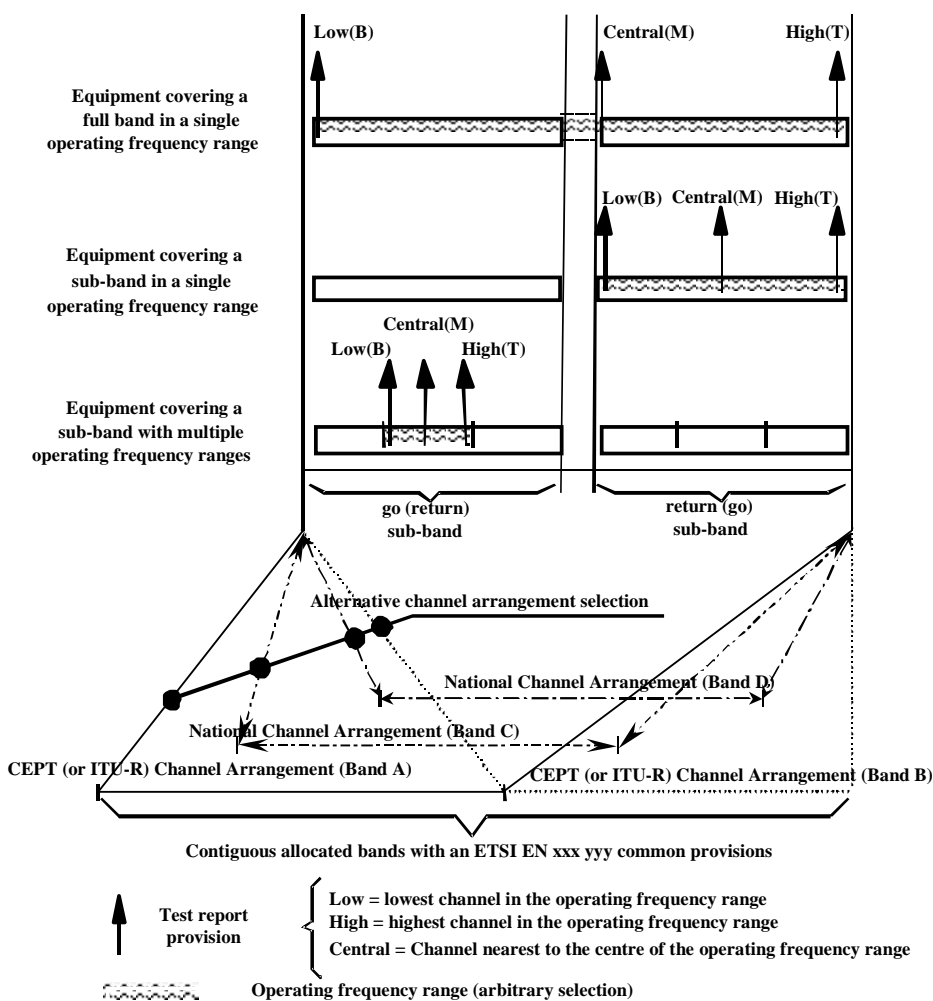 Low(B)
Central(M)
High(T)
Equipment covering a
full band in a single
operating frequency range
Low(B)
Central(M)
High(T)
Equipment covering a
sub-band in a single
operating frequency range
Central(M)
Low(B)
High(T)
Equipment covering a
sub-band with multiple
operating frequency ranges
go (return)
sub-band
return (go)
sub-band
Alternative channel arrangement selection
National Channel Arrangement (Band D)
National Channel Arrangement (Band C)
CEPT (or ITU-R) Channel Arrangement (Band A)
CEPT (or ITU-R) Channel Arrangement (Band B)
Contiguous allocated bands with an ETSI EN xxx yyy common provisions
Test report
provision
Low = lowest channel in the operating frequency range
High = highest channel in the operating frequency range
Central = Channel nearest to the centre of the operating frequency range
Operating frequency range (arbitrary selection)